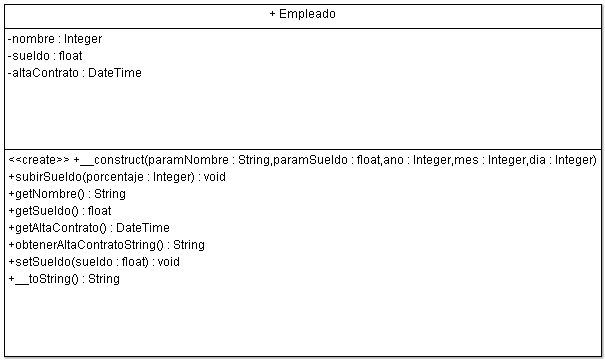 + Empleado
-nombre : Integer
-sueldo : float
-altaContrato : DateTime
<<create>> +__construct(paramNombre : String,paramSueldo : float,ano : Integer,mes : Integer,dia : Integer)
+subirSueldo(porcentaje : Integer) : void
+getNombre() : String
+getSueldo() : float
+getAltaContrato() : DateTime
+obtenerAltaContratoString() : String
+setSueldo(sueldo : float) : void
+__toString() : String